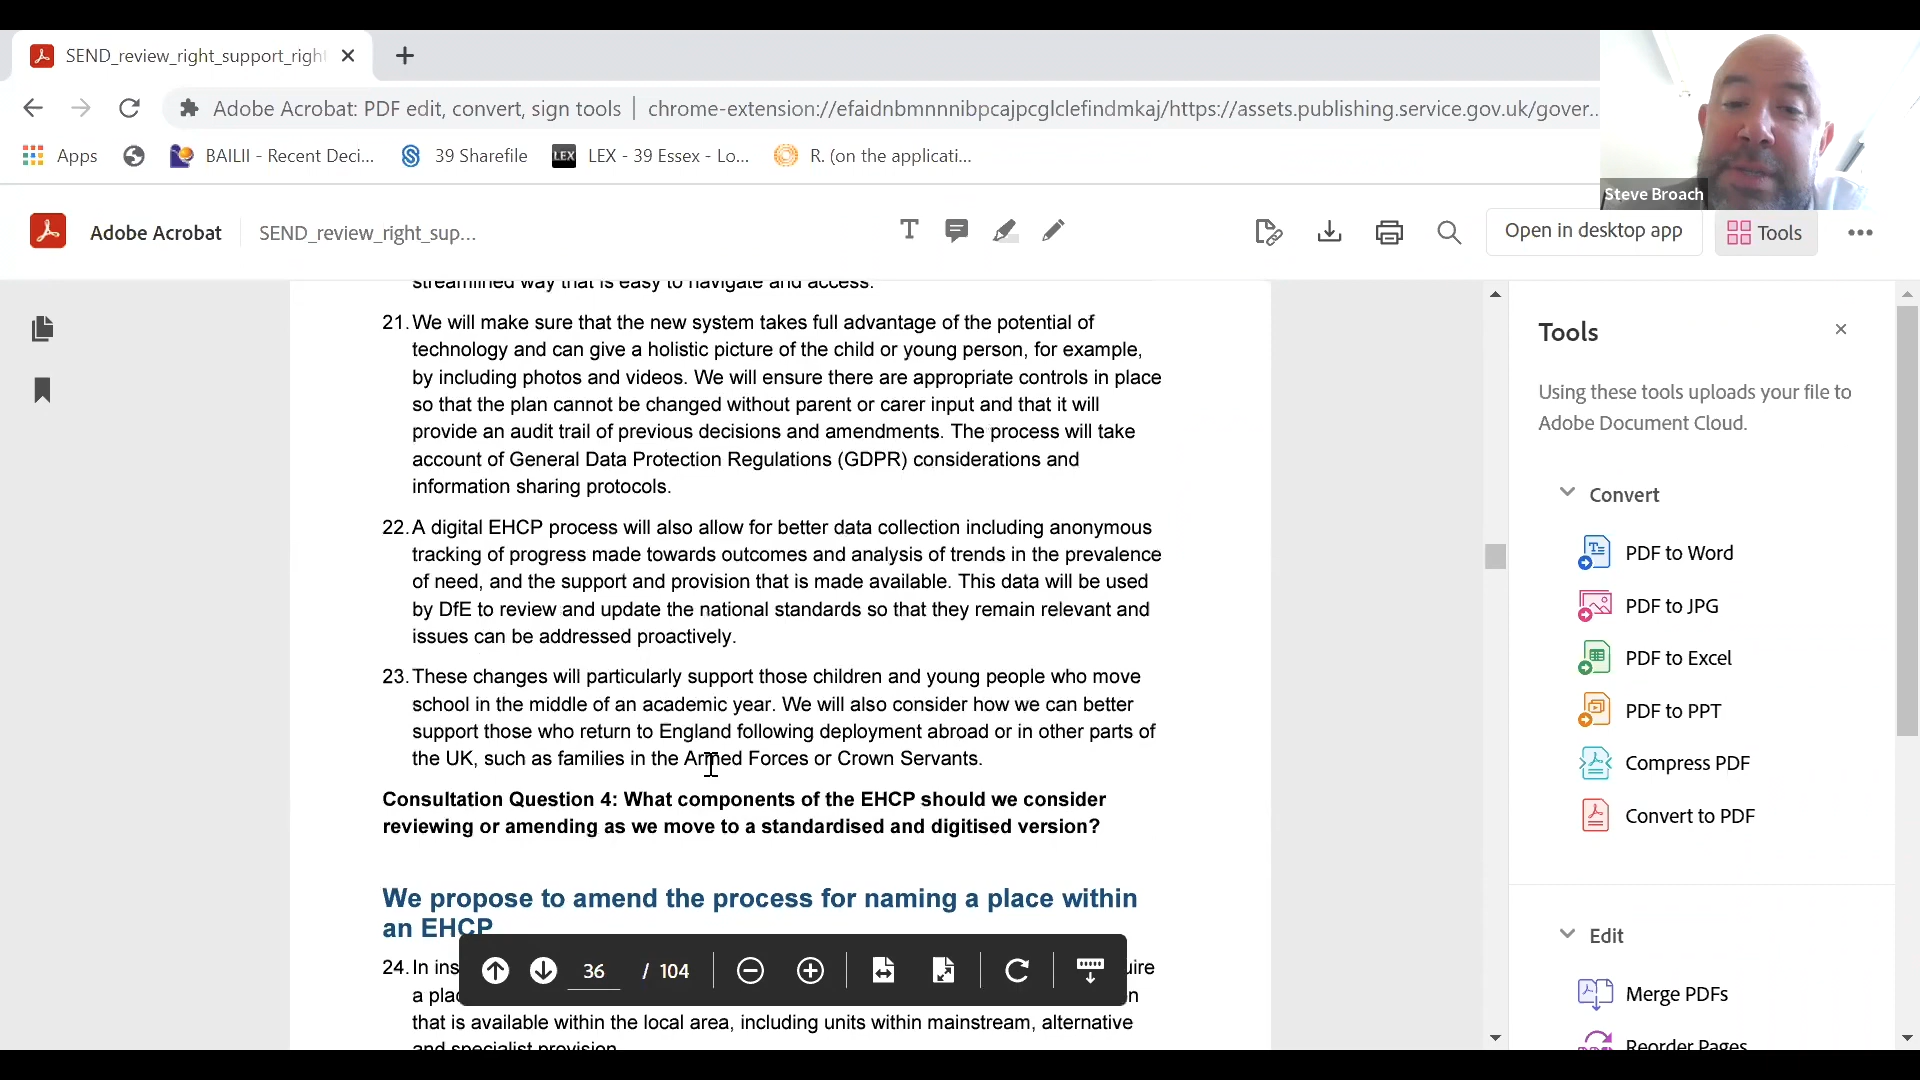 SEND_review_right_support_right
Adobe Acrobat: PDF edit, convert, sign tools | chrome-extension://efaidnbmnnnibpcajpcglclefindmkaj/https://assets.publishing.service.gov.uk/gover...
Apps
BAILII - Recent Deci...
39 Sharefile
LEX
LEX - 39 Essex - Lo...
R. (on the applicati...
Steve Broach
Adobe Acrobat
SEND_review_right_sup...
Open in desktop app
Tools
streamlined way that is easy to navigate and access.
21. We will make sure that the new system takes full advantage of the potential of
technology and can give a holistic picture of the child or young person, for example,
by including photos and videos. We will ensure there are appropriate controls in place
so that the plan cannot be changed without parent or carer input and that it will
provide an audit trail of previous decisions and amendments. The process will take
account of General Data Protection Regulations (GDPR) considerations and
information sharing protocols.
22. A digital EHCP process will also allow for better data collection including anonymous
tracking of progress made towards outcomes and analysis of trends in the prevalence
of need, and the support and provision that is made available. This data will be used
by DfE to review and update the national standards so that they remain relevant and
issues can be addressed proactively.
23. These changes will particularly support those children and young people who move
school in the middle of an academic year. We will also consider how we can better
support those who return to England following deployment abroad or in other parts of
the UK, such as families in the Armed Forces or Crown Servants.
Consultation Question 4: What components of the EHCP should we consider
reviewing or amending as we move to a standardised and digitised version?
We propose to amend the process for naming a place within
an EHCP
24. In ins
a plac
that is available within the local area, including units within mainstream, alternative
and specialist provision
36 / 104
Tools
Using these tools uploads your file to
Adobe Document Cloud.
Convert
PDF to Word
PDF to JPG
PDF to Excel
PDF to PPT
Compress PDF
Convert to PDF
Edit
Merge PDFs
Reorder Pages